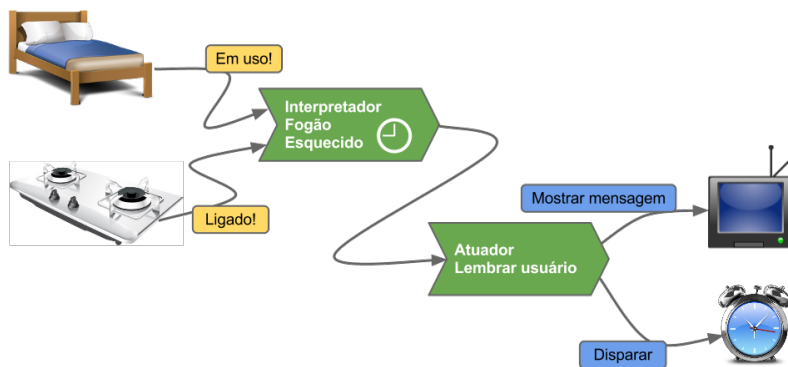 Em uso!
Interpretador
Fogão
Esquecido
Ligado!
Mostrar mensagem
Atuador
Lembrar usuário
Disparar